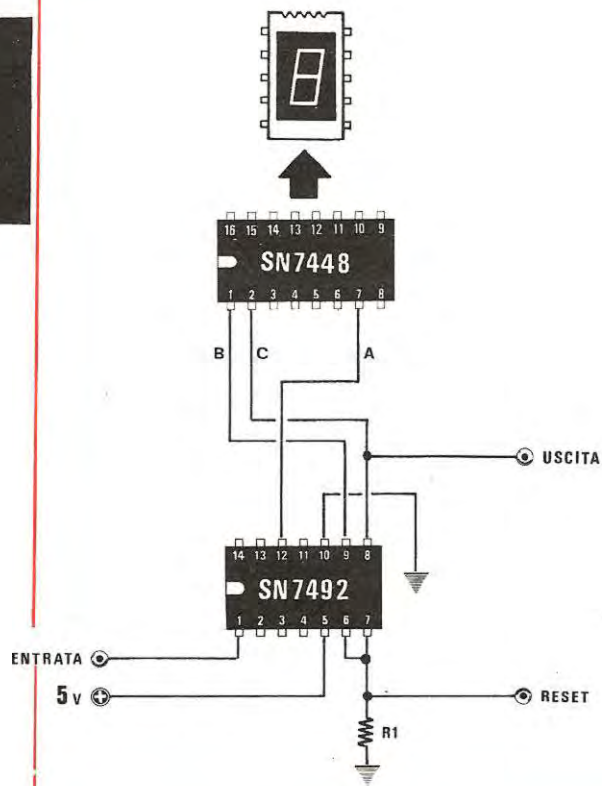 16 15 14 13 12 11 10 9
SN7448
1 2 3 4 5 6 7 8
B C A
USCITA
14 13 12 11 10 9 8
SN7492
1 2 3 4 5 6 7
ENTRATA
5 V
RESET
R1